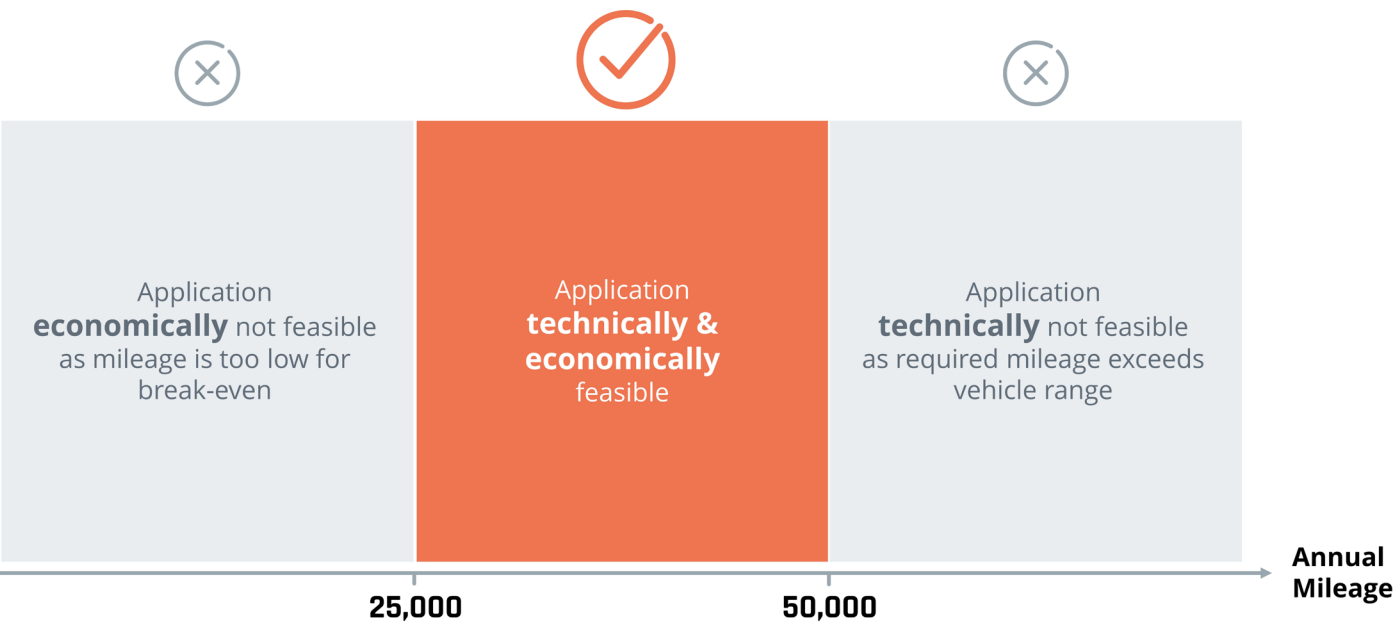 Application
economically not feasible
as mileage is too low for
break-even
Application
technically &
economically
feasible
Application
technically not feasible
as required mileage exceeds
vehicle range
Annual
Mileage
25,000
50,000